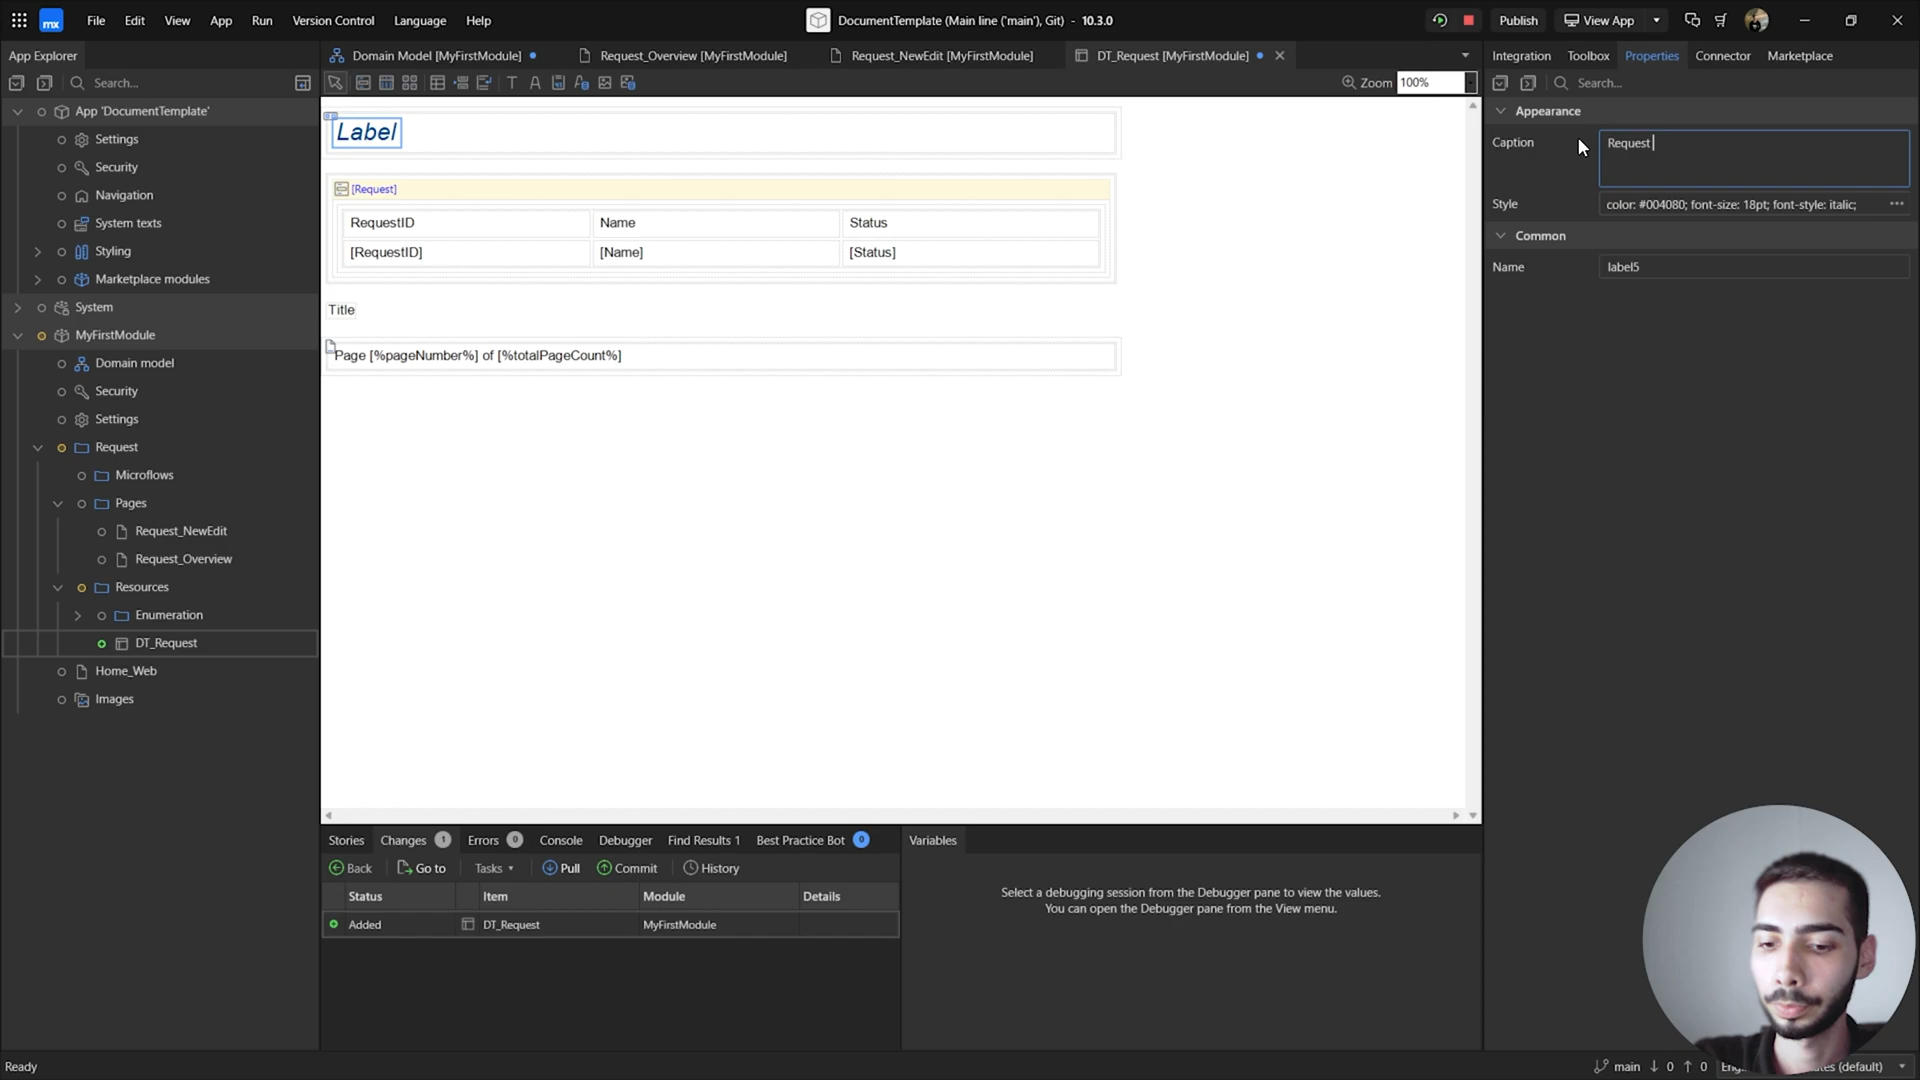 mx File Edit View App Run Version Control Language Help DocumentTemplate (Main line ('main'), Git) - 10.3.0 Publish View App
App Explorer
Domain Model [MyFirstModule] Request_Overview [MyFirstModule] Request_NewEdit [MyFirstModule] DT_Request [MyFirstModule]
Integration Toolbox Properties Connector Marketplace
Search...
Zoom 100%
Search...
App 'DocumentTemplate'
Settings
Security
Navigation
System texts
Styling
Marketplace modules
System
MyFirstModule
Domain model
Security
Settings
Request
Microflows
Pages
Request_NewEdit
Request_Overview
Resources
Enumeration
DT_Request
Home_Web
Images
Label
[Request]
RequestID Name Status
[RequestID] [Name] [Status]
Title
Page [%pageNumber%] of [%totalPageCount%]
Appearance
Caption Request
Style color: #004080; font-size: 18pt; font-style: italic;
Common
Name label5
Stories Changes 1 Errors 0 Console Debugger Find Results 1 Best Practice Bot 0
Back Go to Tasks Pull Commit History
Status Item Module Details
Added DT_Request MyFirstModule
Variables
Select a debugging session from the Debugger pane to view the values.
You can open the Debugger pane from the View menu.
Ready
main 0 0 (default)